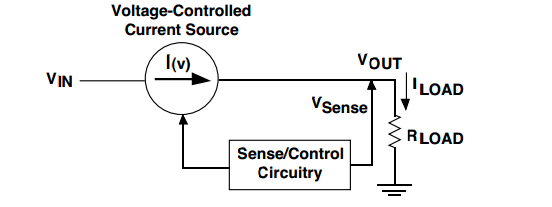 Voltage-Controlled
Current Source
I(v)
VIN
VOUT
ILOAD
VSense
RLOAD
Sense/Control
Circuitry